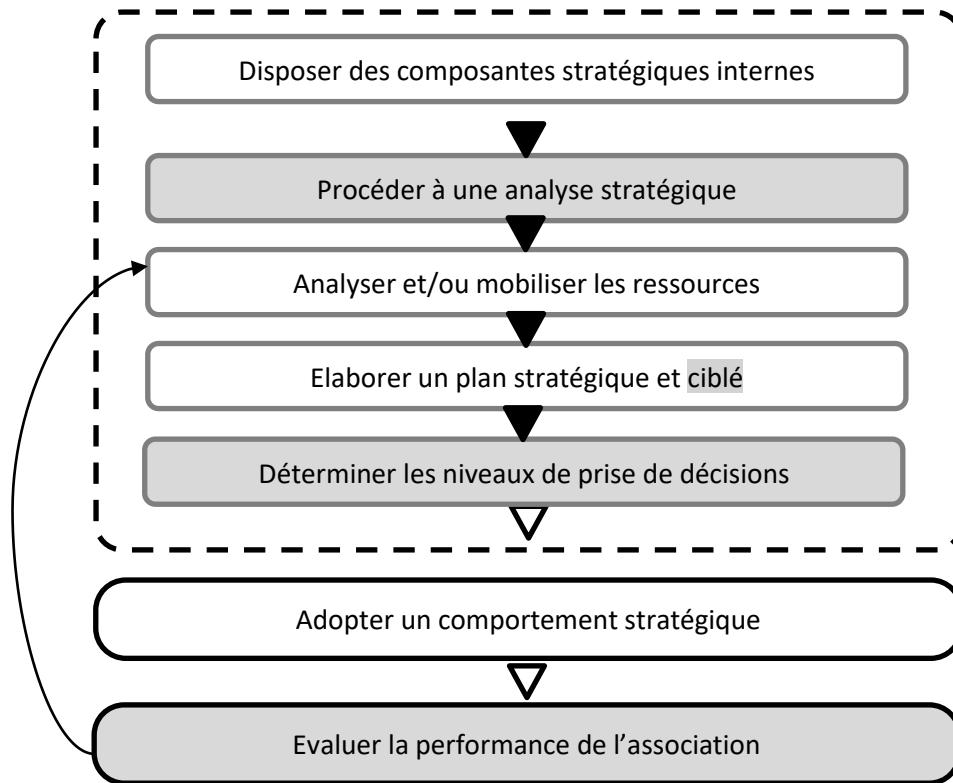 Disposer des composantes stratégiques internes
Procéder à une analyse stratégique
Analyser et/ou mobiliser les ressources
Elaborer un plan stratégique et ciblé
Déterminer les niveaux de prise de décisions
Adopter un comportement stratégique
Evaluer la performance de l’association